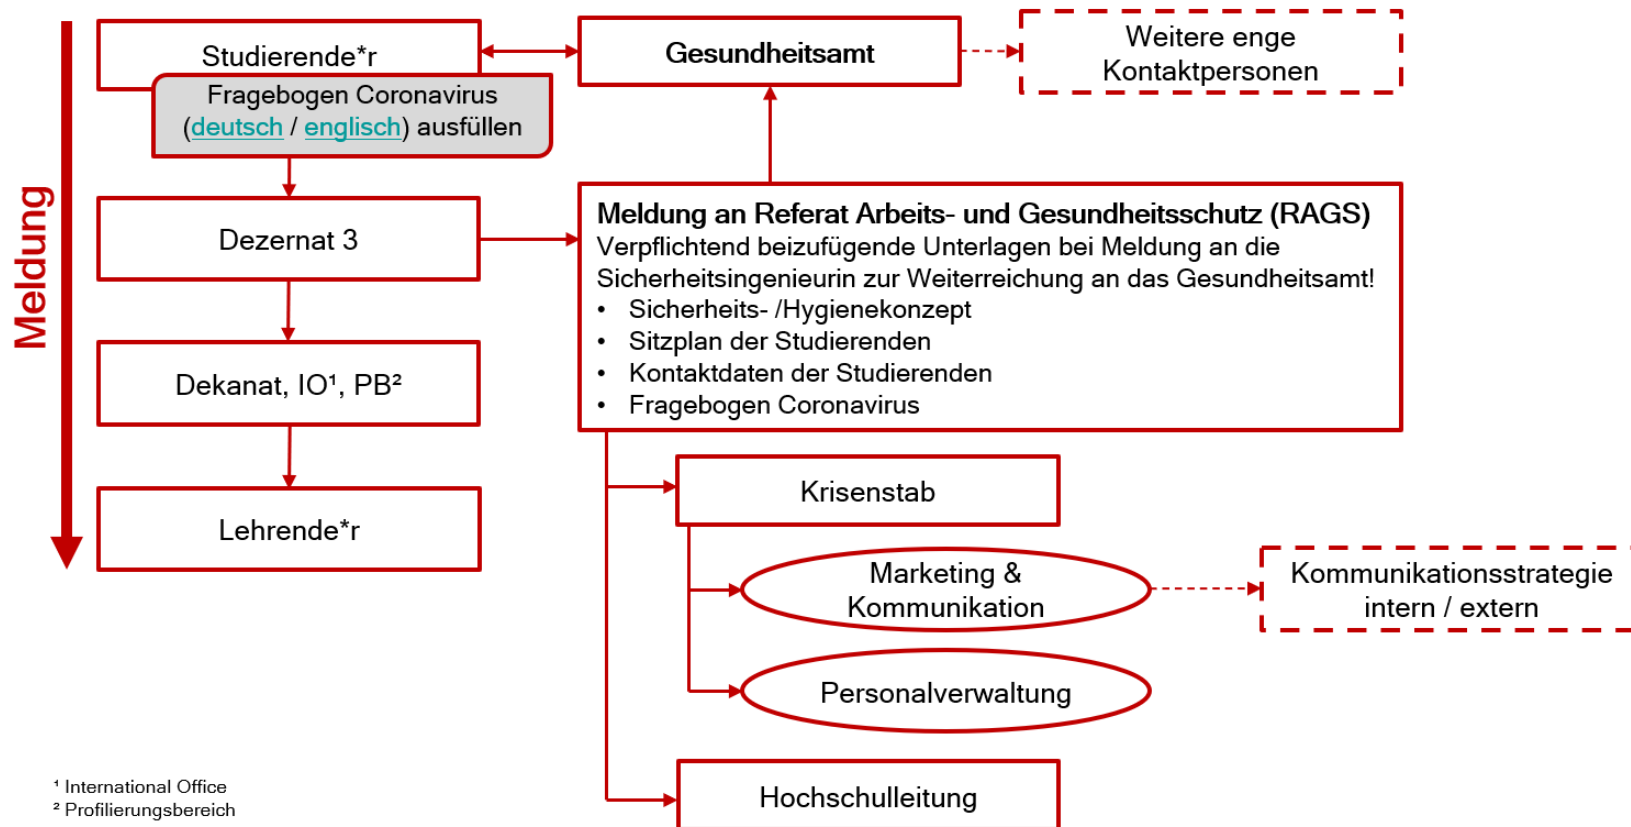 Meldung
Studierende*r
Fragebogen Coronavirus
(deutsch / englisch) ausfüllen
Gesundheitsamt
Weitere enge
Kontaktpersonen
Dezernat 3
Meldung an Referat Arbeits- und Gesundheitsschutz (RAGS)
Verpflichtend beizufügende Unterlagen bei Meldung an die
Sicherheitsingenieurin zur Weiterreichung an das Gesundheitsamt!
• Sicherheits- /Hygienekonzept
• Sitzplan der Studierenden
• Kontaktdaten der Studierenden
• Fragebogen Coronavirus
Dekanat, IO¹, PB²
Lehrende*r
Krisenstab
Marketing &
Kommunikation
Kommunikationsstrategie
intern / extern
Personalverwaltung
Hochschulleitung
¹ International Office
² Profilierungsbereich